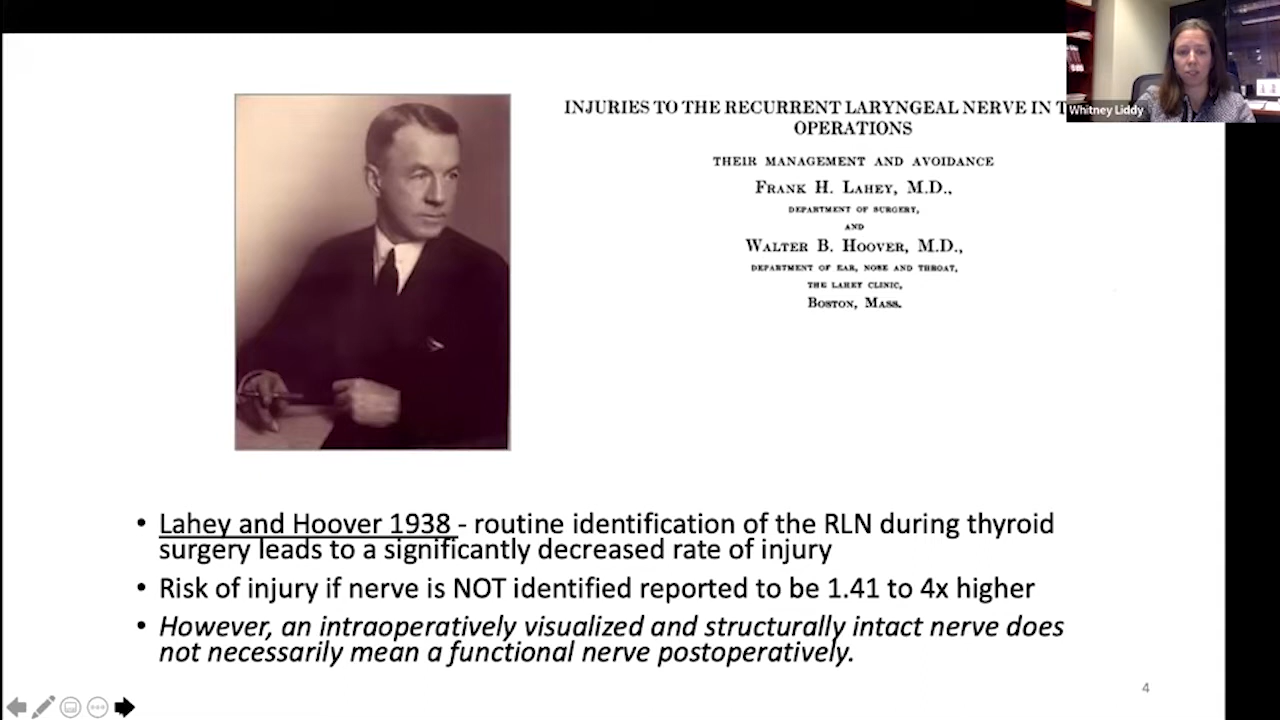 INJURIES TO THE RECURRENT LARYNGEAL NERVE IN
OPERATIONS
THEIR MANAGEMENT AND AVOIDANCE
FRANK H. LAHEY, M.D.,
DEPARTMENT OF SURGERY,
AND
WALTER B. HOOVER, M.D.,
DEPARTMENT OF EAR, NOSE AND THROAT,
THE LAHEY CLINIC,
BOSTON, MASS.
Whitney Liddy
• Lahey and Hoover 1938 - routine identification of the RLN during thyroid
surgery leads to a significantly decreased rate of injury
• Risk of injury if nerve is NOT identified reported to be 1.41 to 4x higher
• However, an intraoperatively visualized and structurally intact nerve does
not necessarily mean a functional nerve postoperatively.
4